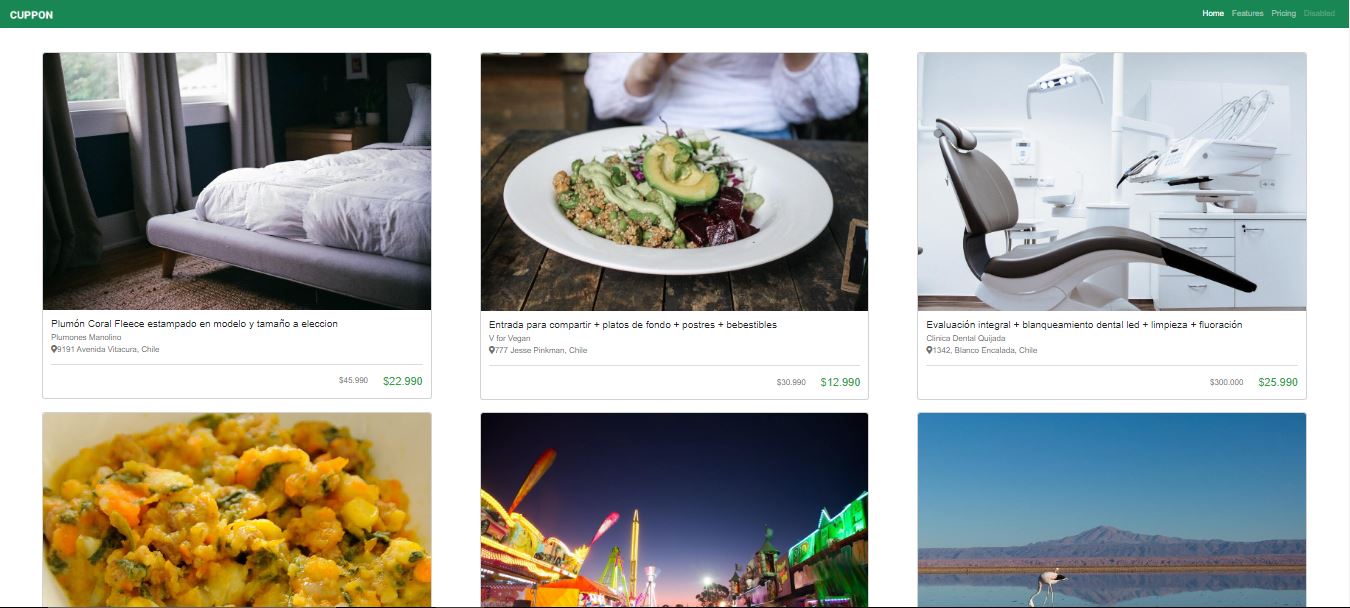 CUPPON
Home Features Pricing Disabled
Plumón Coral Fleece estampado en modelo y tamaño a eleccion
Plumones Manolino
9191 Avenida Vitacura, Chile
$45.990 $22.990
Entrada para compartir + platos de fondo + postres + bebestibles
V for Vegan
777 Jesse Pinkman, Chile
$30.990 $12.990
Evaluación integral + blanqueamiento dental led + limpieza + fluoración
Clinica Dental Quijada
1342, Blanco Encalada, Chile
$300.000 $25.990